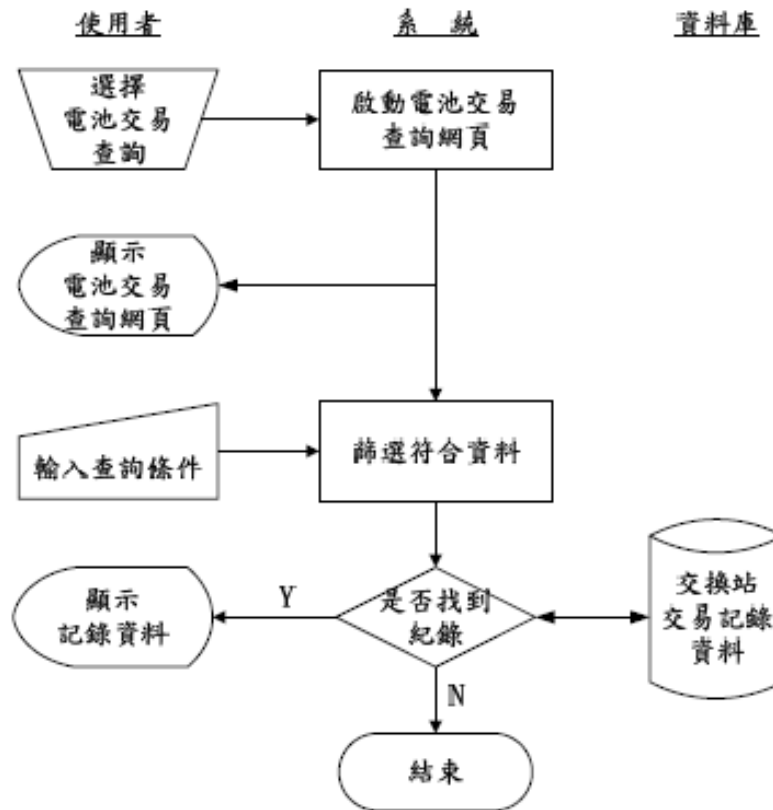 使用者
系 統
資料庫
選擇
電池交易
查詢
啟動電池交易
查詢網頁
顯示
電池交易
查詢網頁
輸入查詢條件
篩選符合資料
顯示
記錄資料
Y
是否找到
紀錄
交換站
交易記錄
資料
N
結束